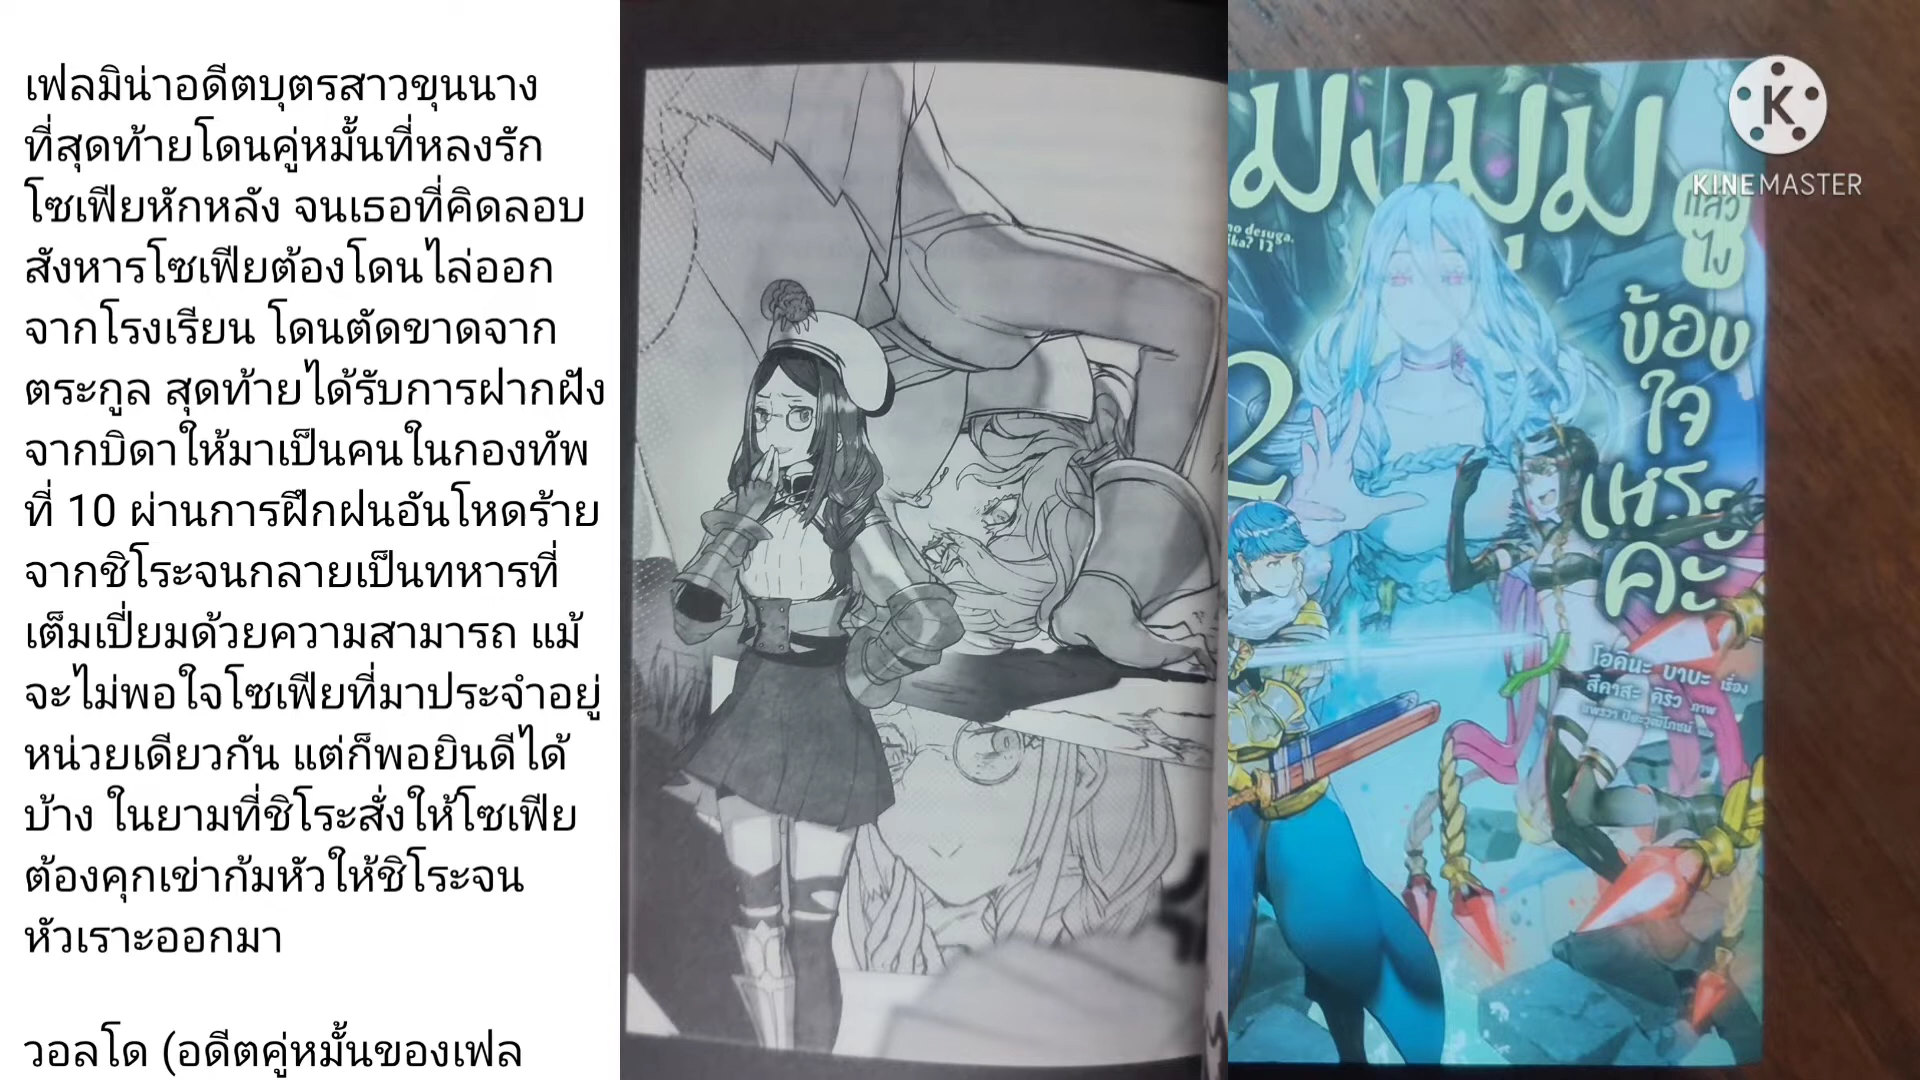 เฟลมิน่าอดีตบุตรสาวขุนนาง
ที่สุดท้ายโดนคู่หมั้นที่หลงรัก
โซเฟียหักหลัง จนเธอที่คิดลอบ
สังหารโซเฟียต้องโดนไล่ออก
จากโรงเรียน โดนตัดขาดจาก
ตระกูล สุดท้ายได้รับการฝากฝัง
จากบิดาให้มาเป็นคนในกองทัพ
ที่ 10 ผ่านการฝึกฝนอันโหดร้าย
จากชิโระจนกลายเป็นทหารที่
เต็มเปี่ยมด้วยความสามารถ แม้
จะไม่พอใจโซเฟียที่มาประจำอยู่
หน่วยเดียวกัน แต่ก็พอยินดีได้
บ้าง ในยามที่ชิโระสั่งให้โซเฟีย
ต้องคุกเข่าก้มหัวให้ชิโระจน
หัวเราะออกมา
วอลโด (อดีตคู่หมั้นของเฟล
K
KINEMASTER
มงมุม
แล้ว
ไง
no desuga.
ika? 12
ข้อง
ใจ
เหรอ
คะ
2
โอคินะ บาบะ เรื่อง
สึคาสะ คิริว ภาพ